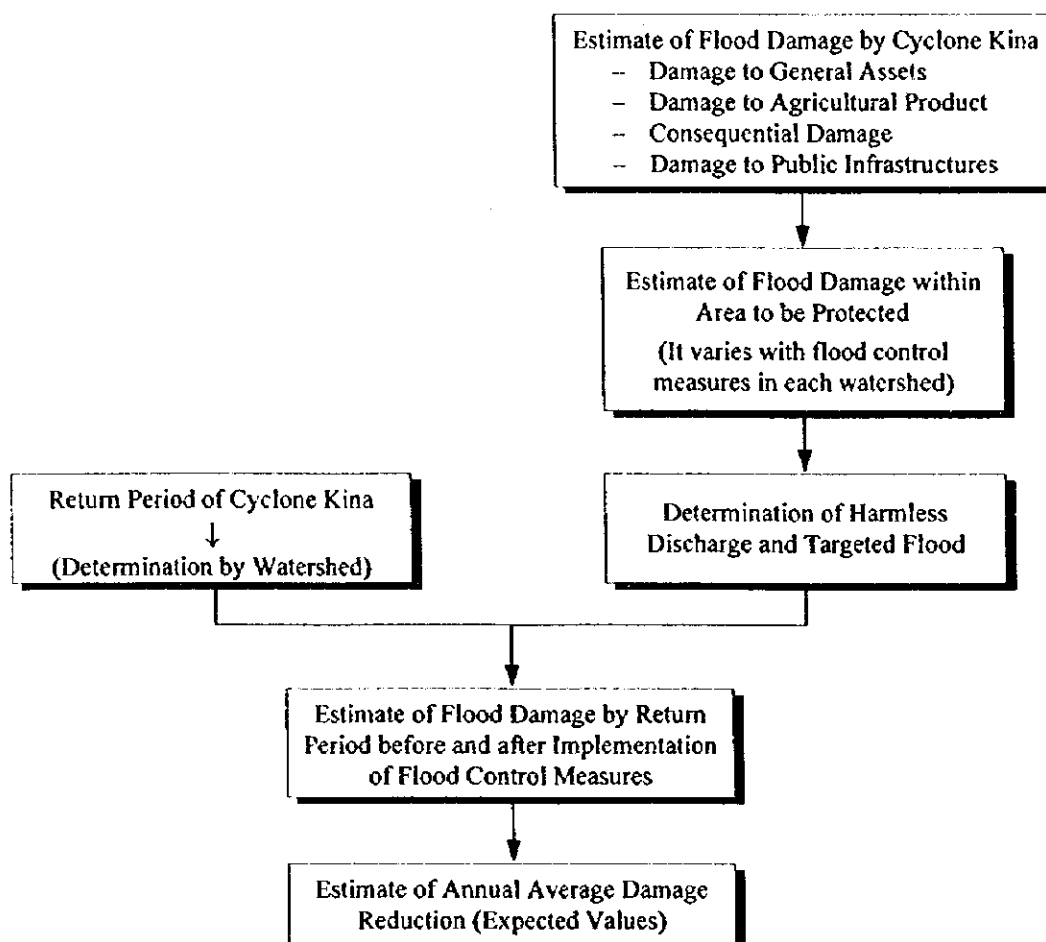 Estimate of Flood Damage by Cyclone Kina
– Damage to General Assets
– Damage to Agricultural Product
– Consequential Damage
– Damage to Public Infrastructures
Estimate of Flood Damage within
Area to be Protected
(It varies with flood control
measures in each watershed)
Return Period of Cyclone Kina
↓
(Determination by Watershed)
Determination of Harmless
Discharge and Targeted Flood
Estimate of Flood Damage by Return
Period before and after Implementation
of Flood Control Measures
Estimate of Annual Average Damage
Reduction (Expected Values)